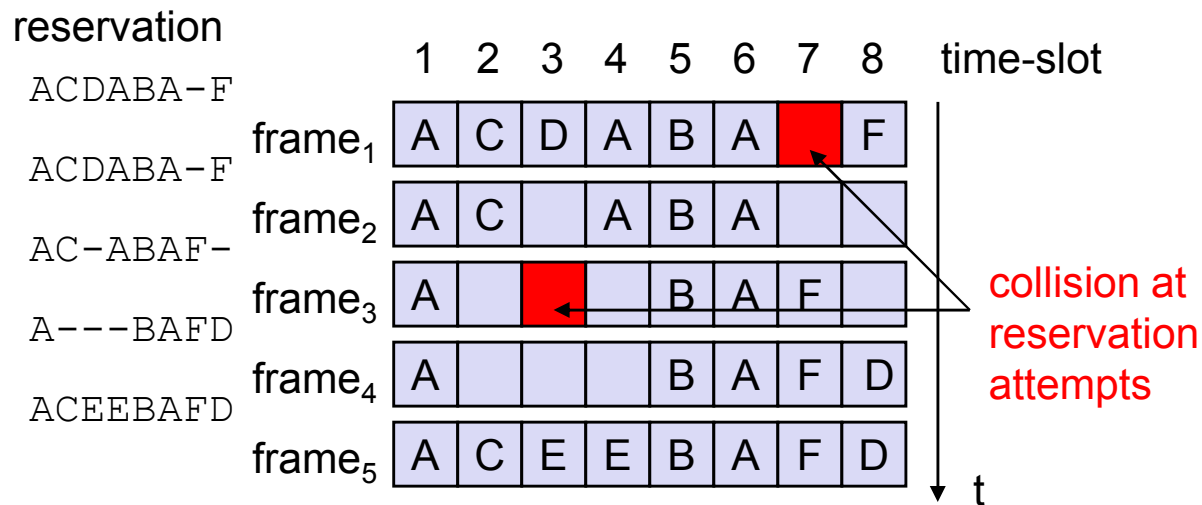 reservation
1 2 3 4 5 6 7 8 time-slot
ACDABA-F
frame₁ A C D A B A F
ACDABA-F
frame₂ A C A B A
AC-ABAF-
frame₃ A B A F
collision at
reservation
attempts
A---BAFD
frame₄ A B A F D
ACEEBAFD
frame₅ A C E E B A F D
t